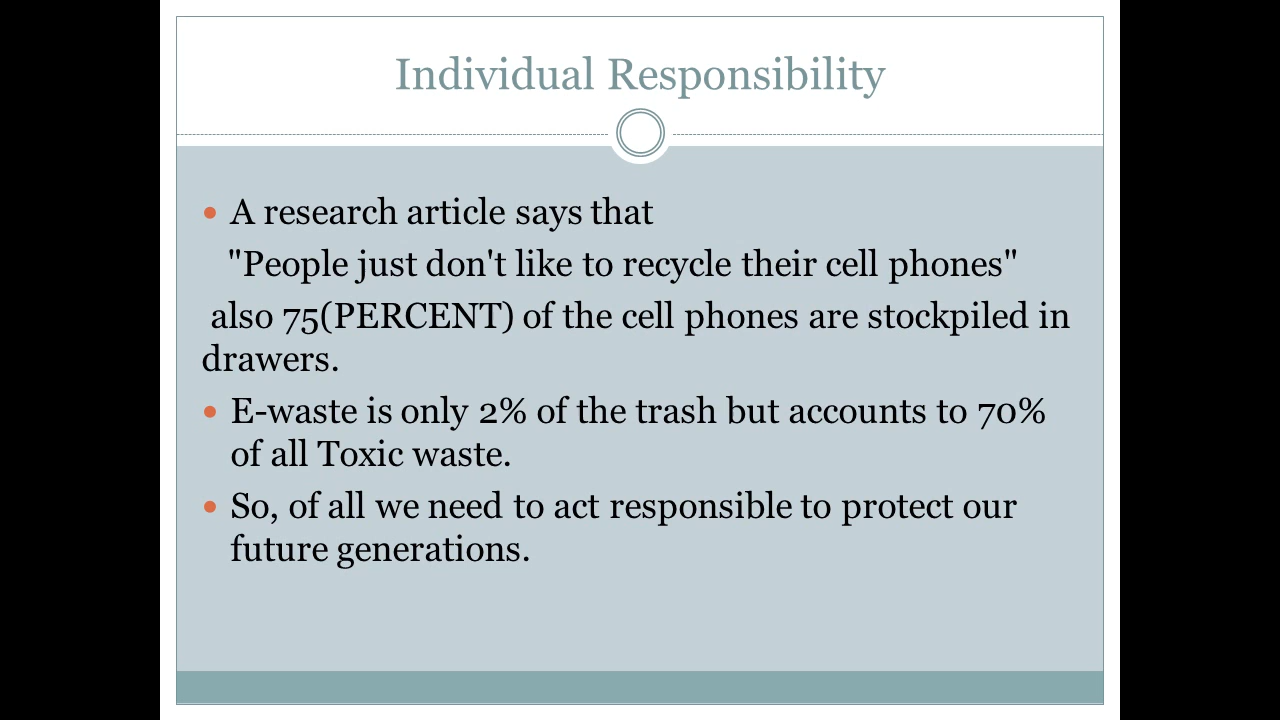 Individual Responsibility
A research article says that
"People just don't like to recycle their cell phones"
also 75(PERCENT) of the cell phones are stockpiled in
drawers.
E-waste is only 2% of the trash but accounts to 70%
of all Toxic waste.
So, of all we need to act responsible to protect our
future generations.